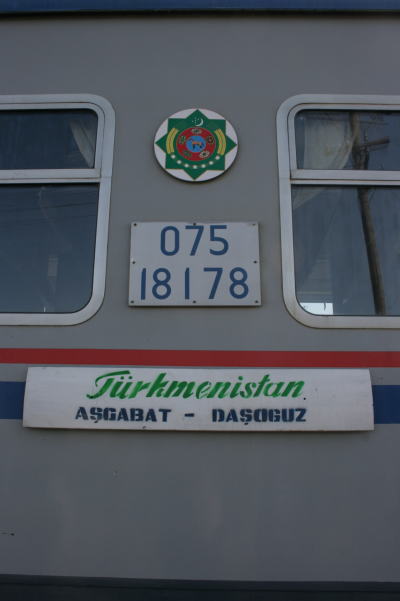 075
18178
Türkmenistan
AŞGABAT - DAŞOGUZ